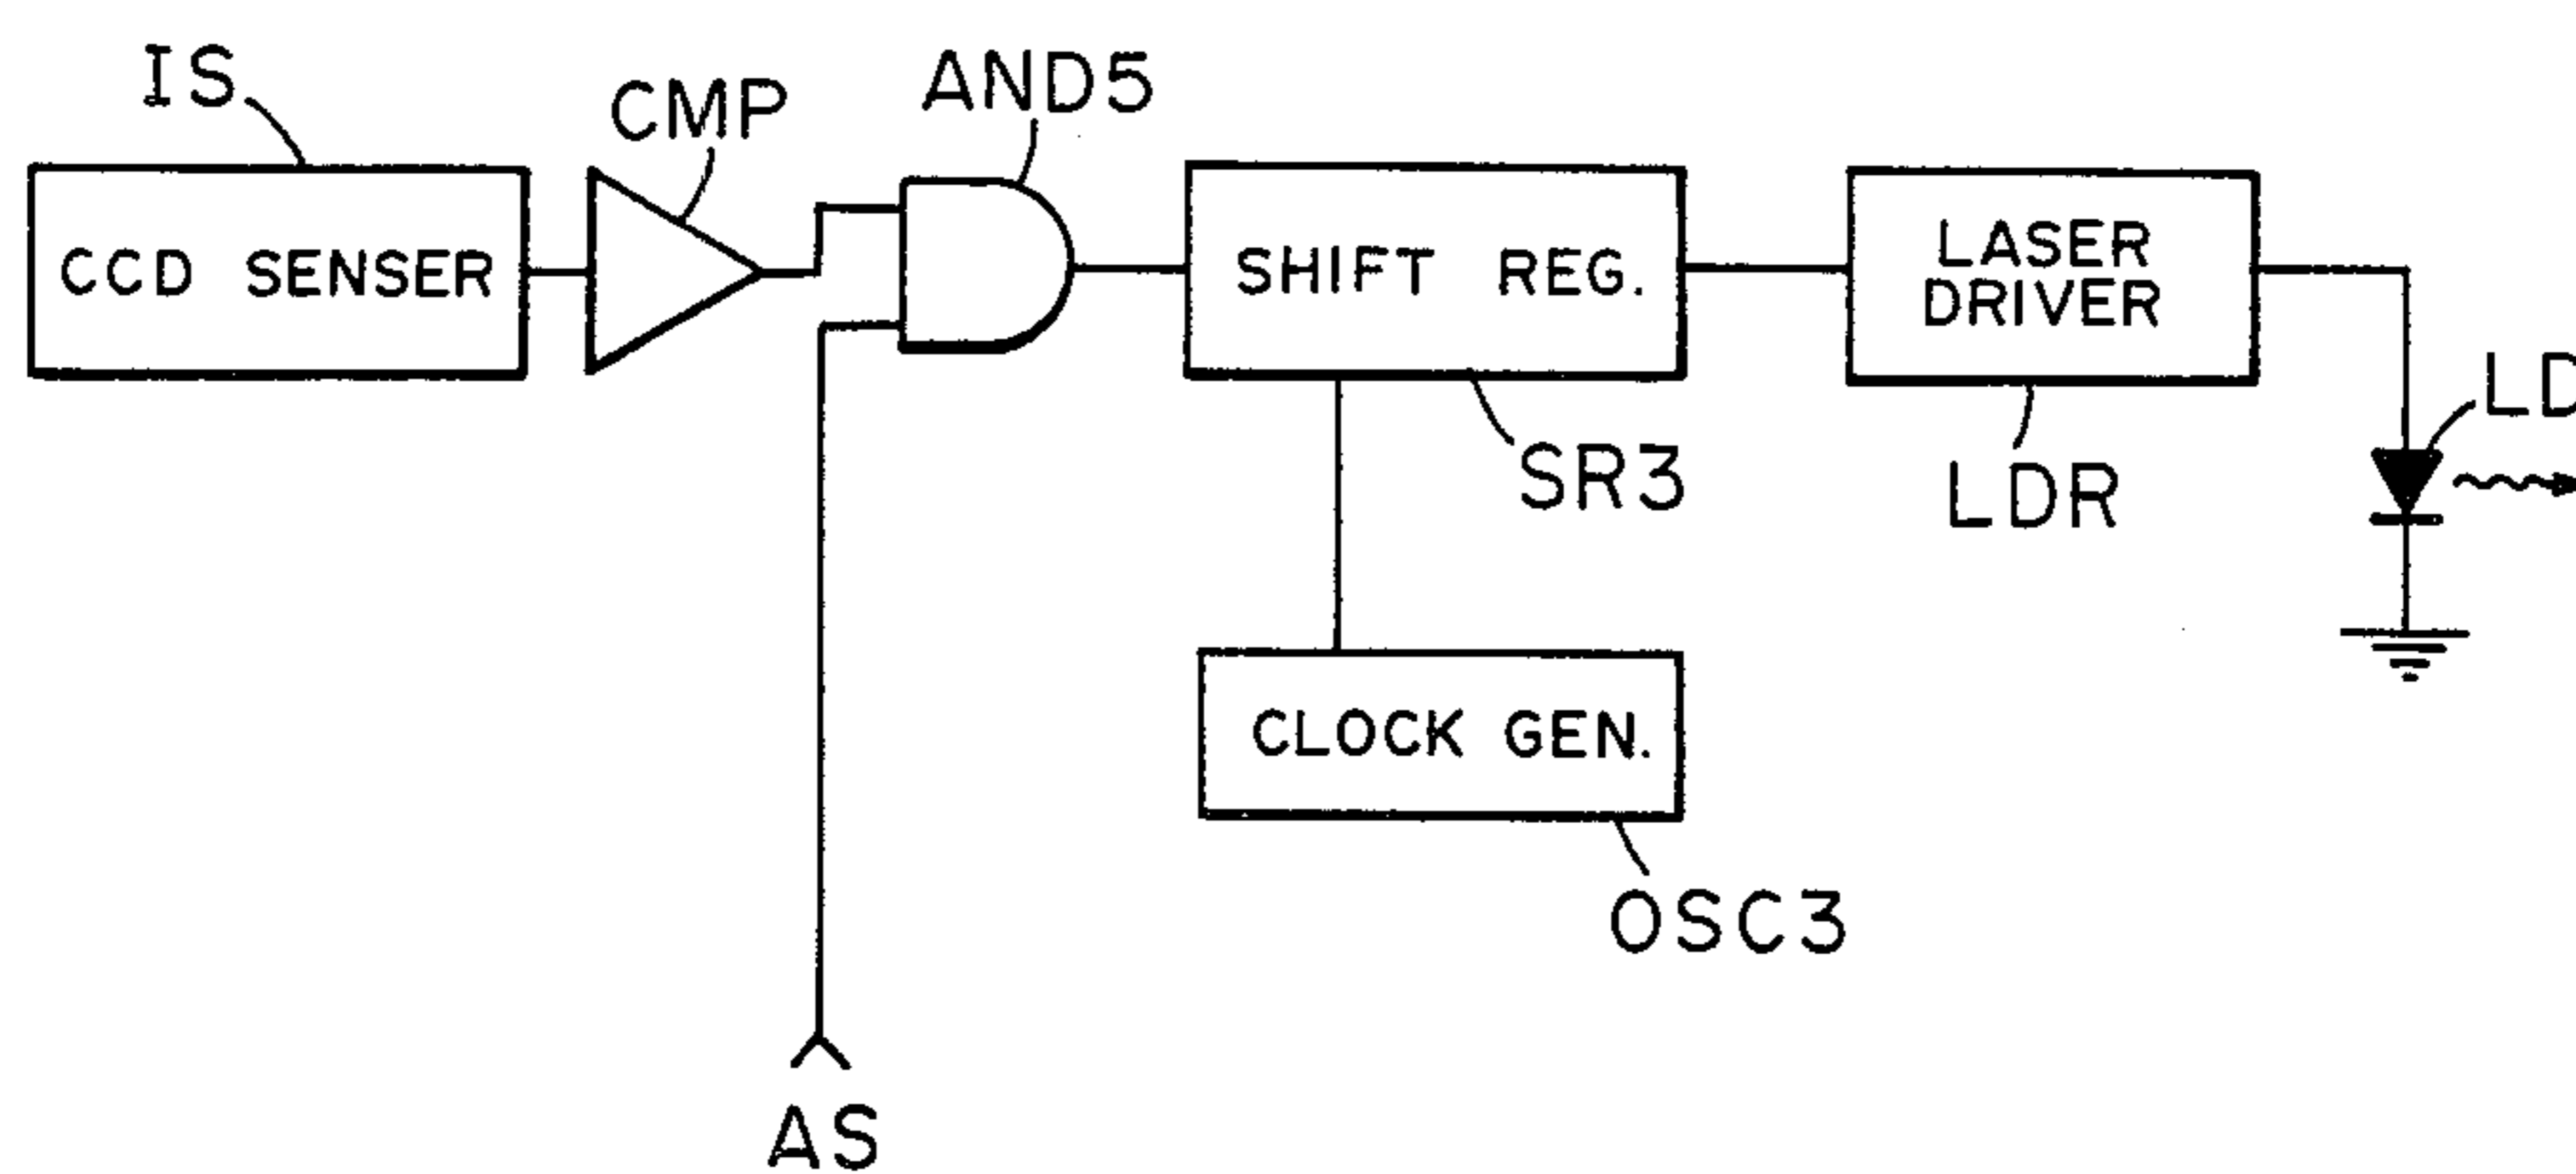 IS
CMP
AND5
CCD SENSER
SHIFT REG.
LASER
DRIVER
LD
SR3
LDR
CLOCK GEN.
OSC3
AS